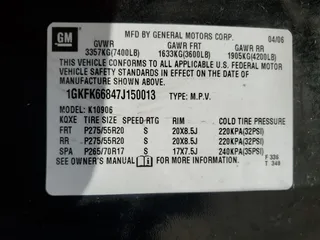 GM
MFD BY GENERAL MOTORS CORP. 04/06
GVWR GAWR FRT GAWR RR
3357KG(7400LB) 1633KG(3600LB) 1905KG(4200LB)
THIS VEHICLE CONFORMS TO ALL APPLICABLE U.S. FEDERAL MOTOR
VEHICLE SAFETY STANDARDS IN EFFECT ON THE DATE OF
MANUFACTURE SHOWN ABOVE.
1GKFK66847J150013 TYPE: M.P.V.
MODEL: K10906
KQXE TIRE SIZE SPEED-RTG RIM COLD TIRE PRESSURE
FRT P275/55R20 S 20X8.5J 220KPA(32PSI)
RR P275/55R20 S 20X8.5J 220KPA(32PSI)
SPA P265/70R17 S 17X7.5J 240KPA(35PSI)
SEE OWNER'S MANUAL FOR MORE INFORMATION. F 336
T 348